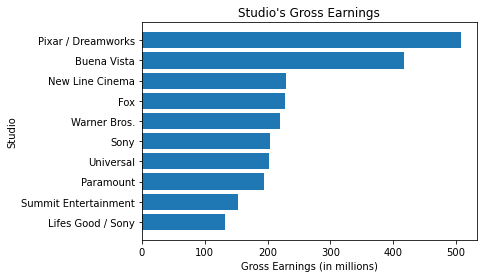 Studio's Gross Earnings
Pixar / Dreamworks
Buena Vista
New Line Cinema
Fox
Warner Bros.
Sony
Universal
Paramount
Summit Entertainment
Lifes Good / Sony
Studio
0 100 200 300 400 500
Gross Earnings (in millions)